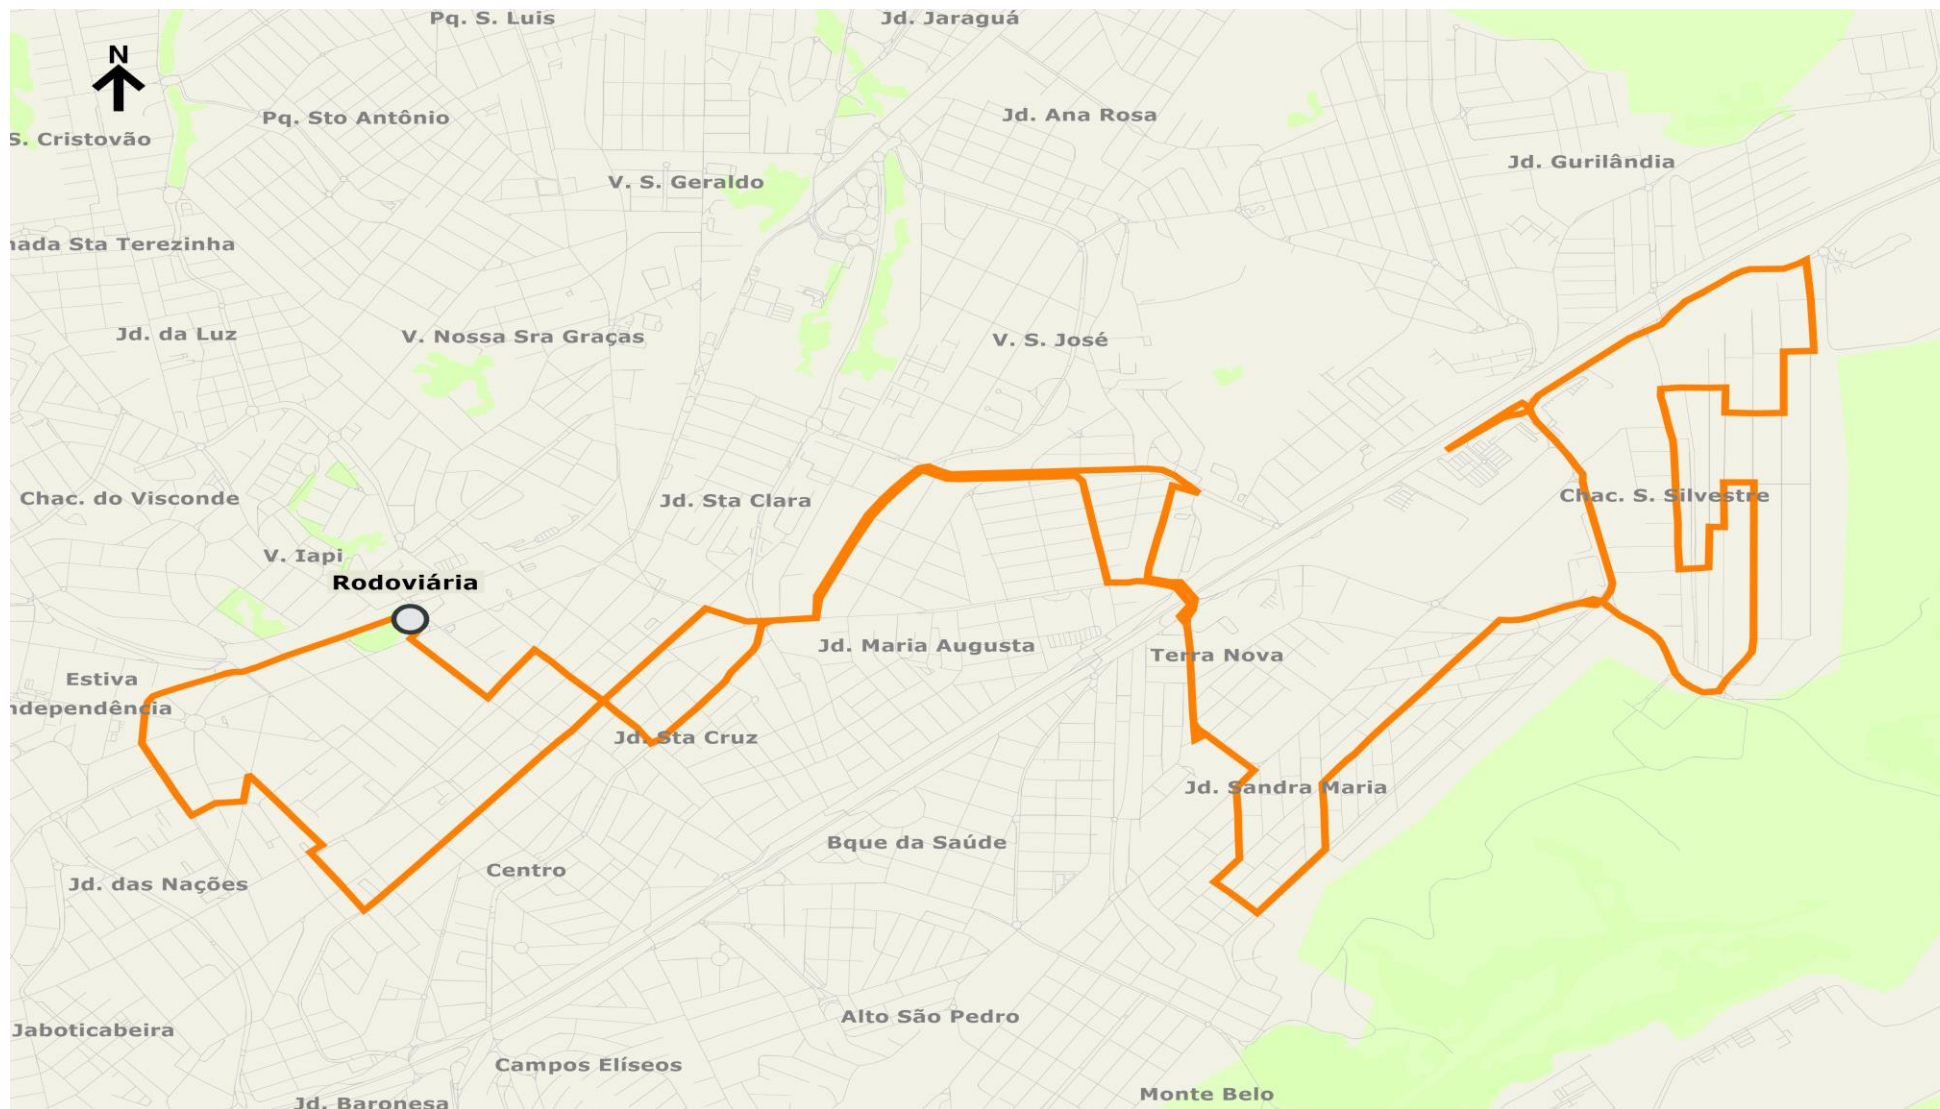 Pq. S. Luis
Jd. Jaraguá
N
Pq. Sto Antônio
Jd. Ana Rosa
S. Cristovão
Jd. Gurilândia
V. S. Geraldo
nada Sta Terezinha
Jd. da Luz
V. Nossa Sra Graças
V. S. José
Chac. do Visconde
Jd. Sta Clara
Chac. S. Silvestre
V. Iapi
Rodoviária
Jd. Maria Augusta
Terra Nova
Estiva
ndependência
Jd. Sta Cruz
Jd. Sandra Maria
Bque da Saúde
Centro
Jd. das Nações
Alto São Pedro
Jaboticabeira
Campos Elíseos
Monte Belo
Jd. Baronesa